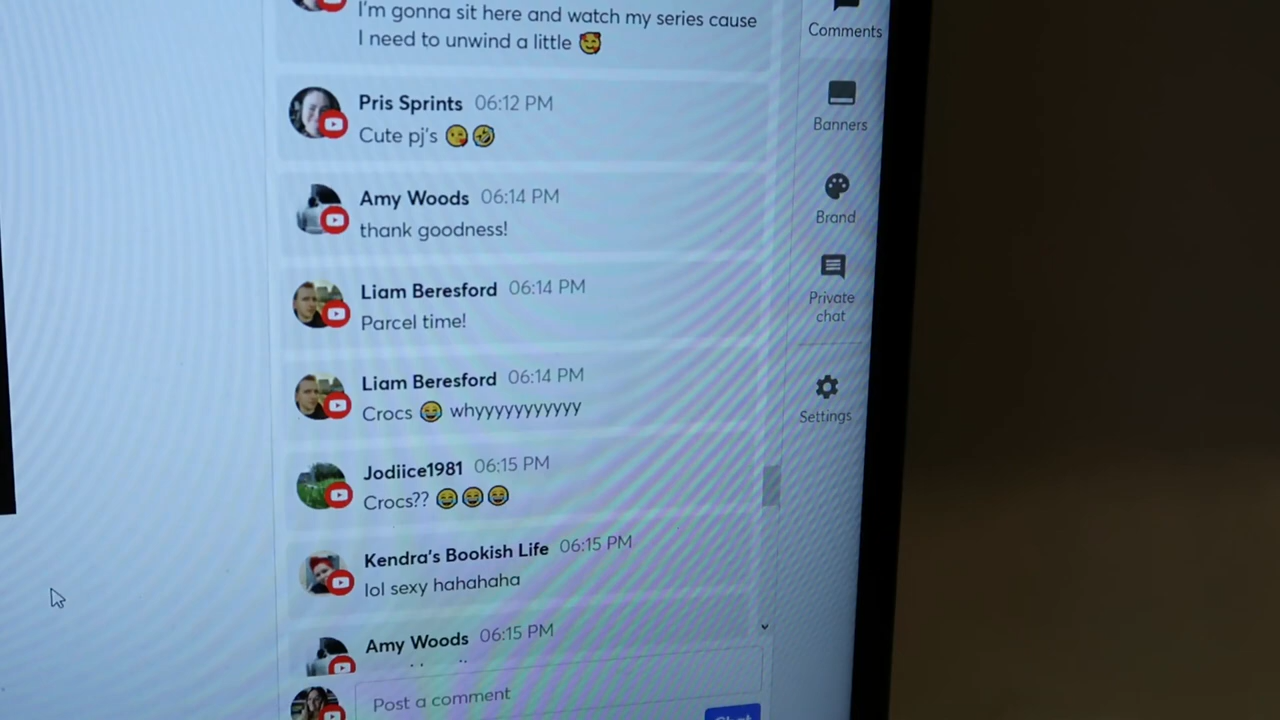 I'm gonna sit here and watch my series cause
I need to unwind a little 🥰
Pris Sprints 06:12 PM
Cute pj's 😘🤣
Amy Woods 06:14 PM
thank goodness!
Liam Beresford 06:14 PM
Parcel time!
Liam Beresford 06:14 PM
Crocs 😂 whyyyyyyyyyyy
Jodiice1981 06:15 PM
Crocs?? 😂😂😂
Kendra's Bookish Life 06:15 PM
lol sexy hahahaha
Amy Woods 06:15 PM
Post a comment
Chat
Comments
Banners
Brand
Private
chat
Settings